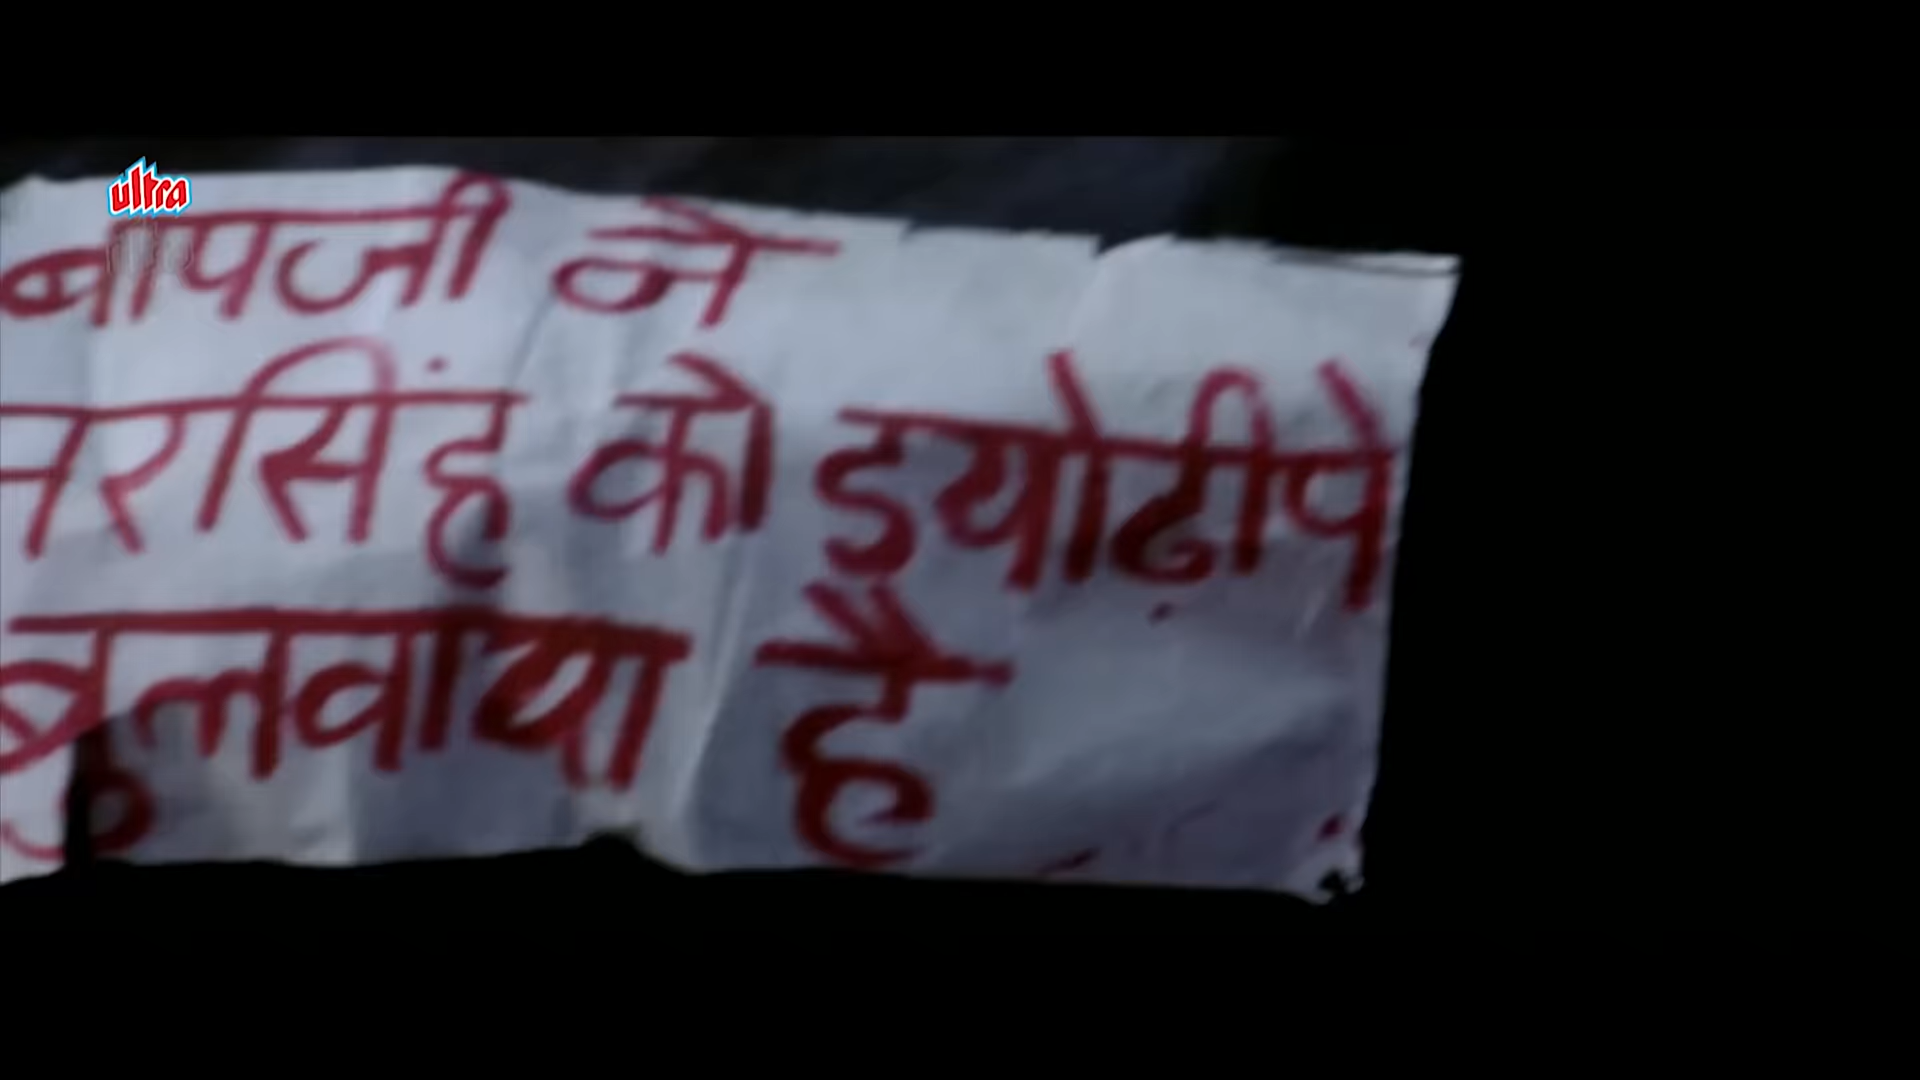 ultra
बापजी ने
नरसिंह को ड्योढ़ी पे
बुलवाया है